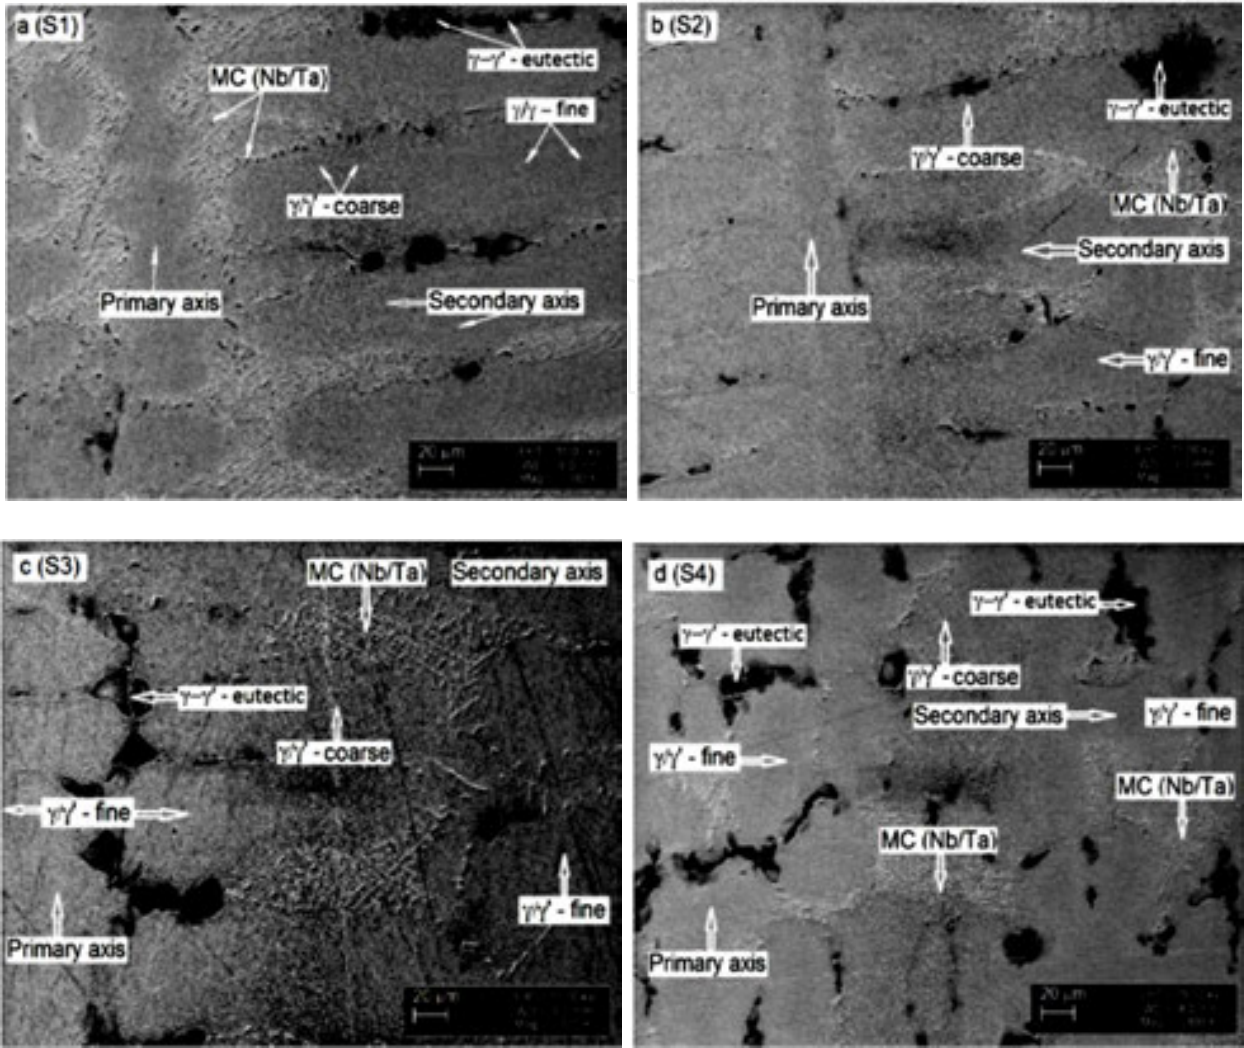 a (S1)
γ–γ' - eutectic
MC (Nb/Ta)
γ/γ – fine
γ/γ' - coarse
Primary axis
Secondary axis
20 µm
b (S2)
γ–γ' - eutectic
γ/γ' - coarse
MC (Nb/Ta)
Secondary axis
Primary axis
γ/γ' - fine
20 µm
c (S3)
MC (Nb/Ta)
Secondary axis
γ–γ' - eutectic
γ/γ' - coarse
γ/γ' - fine
γ/γ' - fine
Primary axis
20 µm
d (S4)
γ–γ' - eutectic
γ–γ' - eutectic
γ/γ' - coarse
Secondary axis
γ/γ' - fine
γ/γ' - fine
MC (Nb/Ta)
MC (Nb/Ta)
Primary axis
20 µm